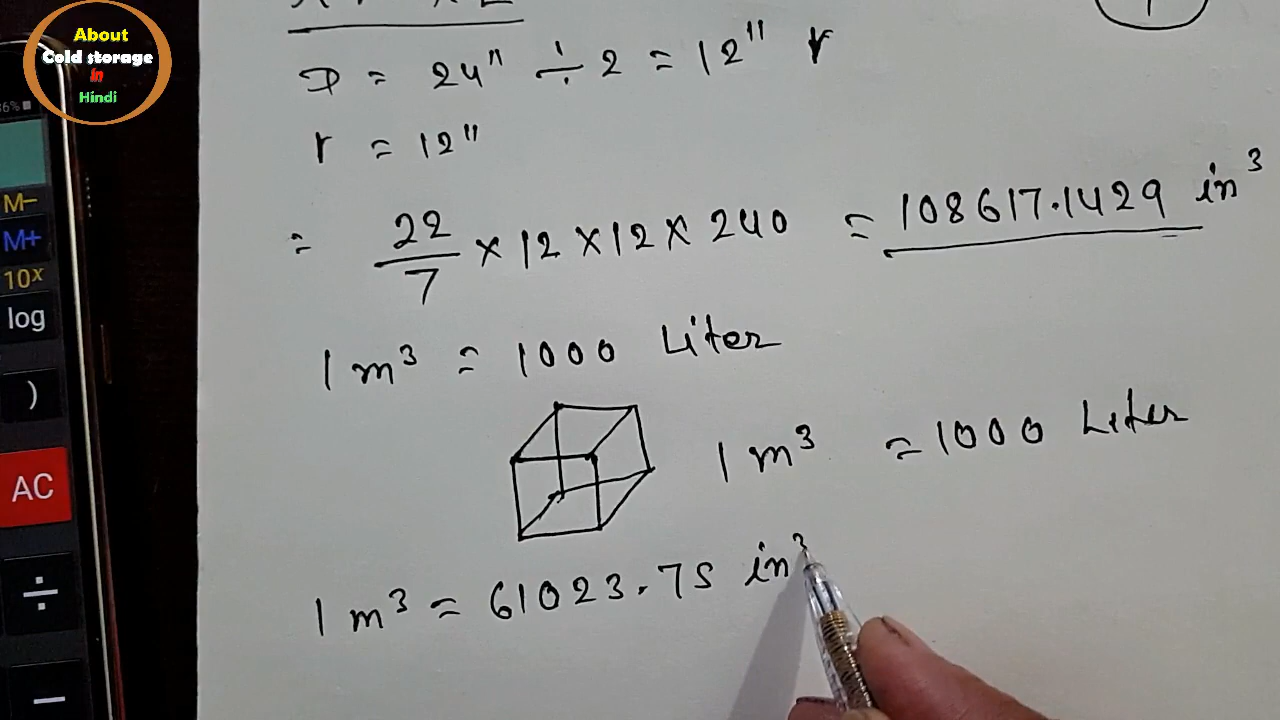 About
Cold storage
in
Hindi
D = 24" ÷ 2 = 12" r
r = 12"
= 22/7 × 12 × 12 × 240 = 108617.1429 in³
1 m³ = 1000 Liter
1 m³ = 1000 Liter
1 m³ = 61023.75 in³
M−
M+
10ˣ
log
)
AC
÷
−